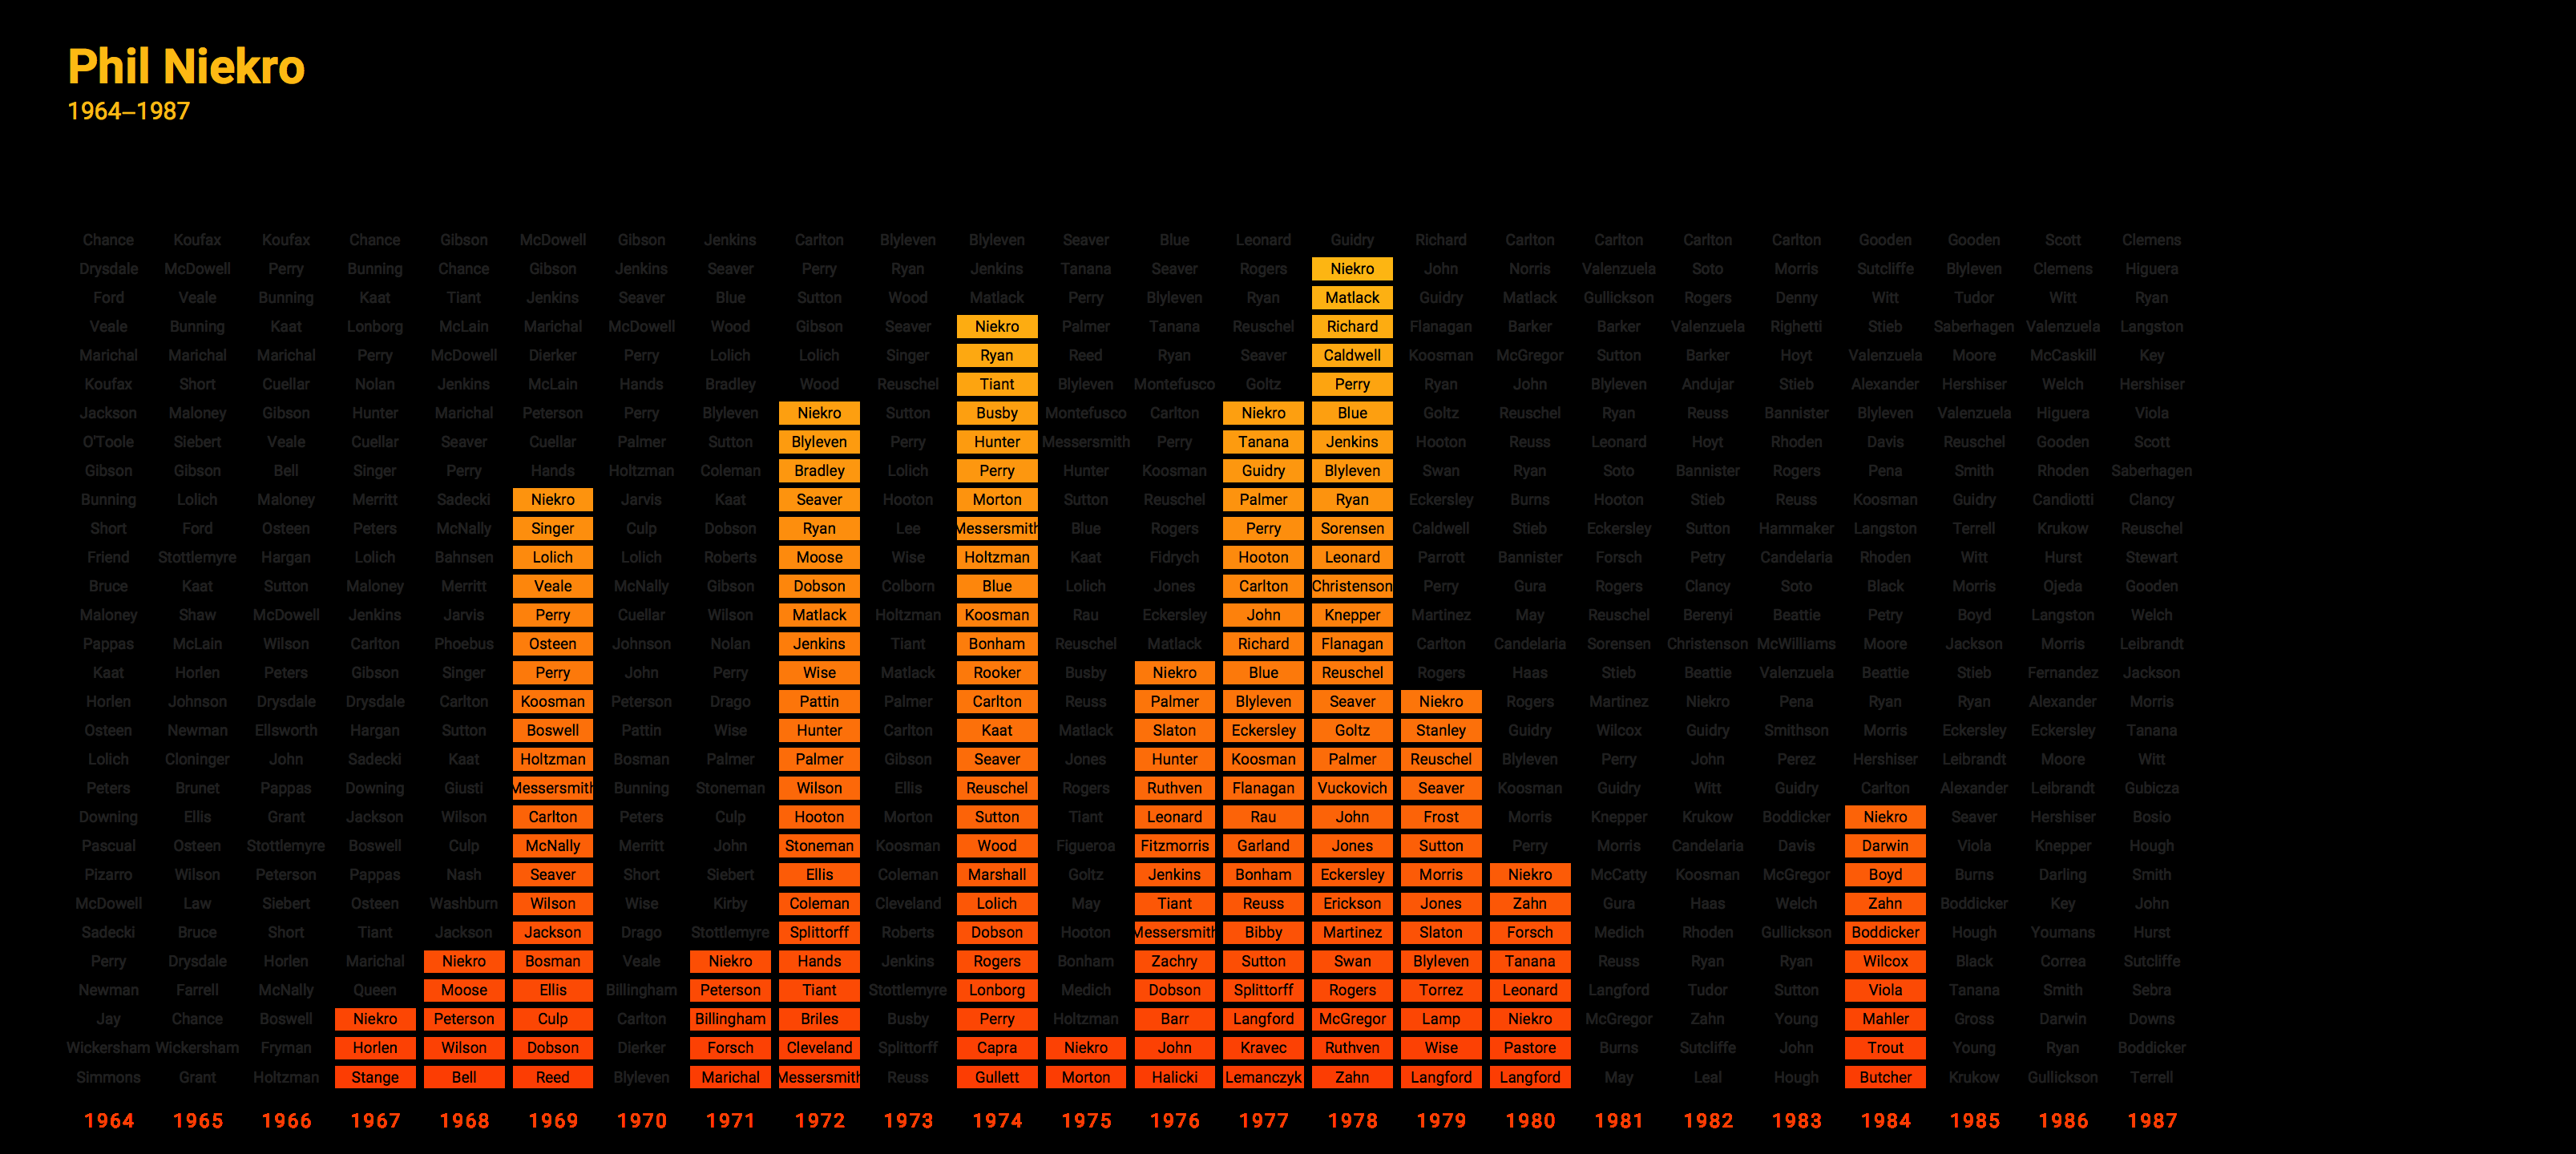 Phil Niekro
1964–1987
Chance Koufax Koufax Chance Gibson McDowell Gibson Jenkins Carlton Blyleven Blyleven Seaver Blue Leonard Guidry Richard Carlton Carlton Carlton Carlton Gooden Gooden Scott Clemens
Drysdale McDowell Perry Bunning Chance Gibson Jenkins Seaver Perry Ryan Jenkins Tanana Seaver Rogers Niekro John Norris Valenzuela Soto Morris Sutcliffe Blyleven Clemens Higuera
Ford Veale Bunning Kaat Tiant Jenkins Seaver Blue Sutton Wood Matlack Perry Blyleven Ryan Matlack Guidry Matlack Gullickson Rogers Denny Witt Tudor Witt Ryan
Veale Bunning Kaat Lonborg McLain Marichal McDowell Wood Gibson Seaver Niekro Palmer Tanana Reuschel Richard Flanagan Barker Barker Valenzuela Righetti Stieb Saberhagen Valenzuela Langston
Marichal Marichal Marichal Perry McDowell Dierker Perry Lolich Lolich Singer Ryan Reed Ryan Seaver Caldwell Koosman McGregor Sutton Barker Hoyt Valenzuela Moore McCaskill Key
Koufax Short Cuellar Nolan Jenkins McLain Hands Bradley Wood Reuschel Tiant Blyleven Montefusco Goltz Perry Ryan John Blyleven Andujar Stieb Alexander Hershiser Welch Hershiser
Jackson Maloney Gibson Hunter Marichal Peterson Perry Blyleven Niekro Sutton Busby Montefusco Carlton Niekro Blue Goltz Reuschel Ryan Reuss Bannister Blyleven Valenzuela Higuera Viola
O'Toole Siebert Veale Cuellar Seaver Cuellar Palmer Sutton Blyleven Perry Hunter Messersmith Perry Tanana Jenkins Hooton Reuss Leonard Hoyt Rhoden Davis Reuschel Gooden Scott
Gibson Gibson Bell Singer Perry Hands Holtzman Coleman Bradley Lolich Perry Hunter Koosman Guidry Blyleven Swan Ryan Soto Bannister Rogers Pena Smith Rhoden Saberhagen
Bunning Lolich Maloney Merritt Sadecki Niekro Jarvis Kaat Seaver Hooton Morton Sutton Reuschel Palmer Ryan Eckersley Burns Hooton Stieb Reuss Koosman Guidry Candiotti Clancy
Short Ford Osteen Peters McNally Singer Culp Dobson Ryan Lee Messersmith Blue Rogers Perry Sorensen Caldwell Stieb Eckersley Sutton Hammaker Langston Terrell Krukow Reuschel
Friend Stottlemyre Hargan Lolich Bahnsen Lolich Lolich Roberts Moose Wise Holtzman Kaat Fidrych Hooton Leonard Parrott Bannister Forsch Petry Candelaria Rhoden Witt Hurst Stewart
Bruce Kaat Sutton Maloney Merritt Veale McNally Gibson Dobson Colborn Blue Lolich Jones Carlton Christenson Perry Gura Rogers Clancy Soto Black Morris Ojeda Gooden
Maloney Shaw McDowell Jenkins Jarvis Perry Cuellar Wilson Matlack Holtzman Koosman Rau Eckersley John Knepper Martinez May Reuschel Berenyi Beattie Petry Boyd Langston Welch
Pappas McLain Wilson Carlton Phoebus Osteen Johnson Nolan Jenkins Tiant Bonham Reuschel Matlack Richard Flanagan Carlton Candelaria Sorensen Christenson McWilliams Moore Jackson Morris Leibrandt
Kaat Horlen Peters Gibson Singer Perry John Perry Wise Matlack Rooker Busby Niekro Blue Reuschel Rogers Haas Stieb Beattie Valenzuela Beattie Stieb Fernandez Jackson
Horlen Johnson Drysdale Drysdale Carlton Koosman Peterson Drago Pattin Palmer Carlton Reuss Palmer Blyleven Seaver Niekro Rogers Martinez Niekro Pena Ryan Ryan Alexander Morris
Osteen Newman Ellsworth Hargan Sutton Boswell Pattin Wise Hunter Carlton Kaat Matlack Slaton Eckersley Goltz Stanley Guidry Wilcox Guidry Smithson Morris Eckersley Eckersley Tanana
Lolich Cloninger John Sadecki Kaat Holtzman Bosman Palmer Palmer Gibson Seaver Jones Hunter Koosman Palmer Reuschel Blyleven Perry John Perez Hershiser Leibrandt Moore Witt
Peters Brunet Pappas Downing Giusti Messersmith Bunning Stoneman Wilson Ellis Reuschel Rogers Ruthven Flanagan Vuckovich Seaver Koosman Guidry Witt Guidry Carlton Alexander Leibrandt Gubicza
Downing Ellis Grant Jackson Wilson Carlton Peters Culp Hooton Morton Sutton Tiant Leonard Rau John Frost Morris Knepper Krukow Boddicker Niekro Seaver Hershiser Bosio
Pascual Osteen Stottlemyre Boswell Culp McNally Merritt John Stoneman Koosman Wood Figueroa Fitzmorris Garland Jones Sutton Perry Morris Candelaria Davis Darwin Viola Knepper Hough
Pizarro Wilson Peterson Pappas Nash Seaver Short Siebert Ellis Coleman Marshall Goltz Jenkins Bonham Eckersley Morris Niekro McCatty Koosman McGregor Boyd Burns Darling Smith
McDowell Law Siebert Osteen Washburn Wilson Wise Kirby Coleman Cleveland Lolich May Tiant Reuss Erickson Jones Zahn Gura Haas Welch Zahn Boddicker Key John
Sadecki Bruce Short Tiant Jackson Jackson Drago Stottlemyre Splittorff Roberts Dobson Hooton Messersmith Bibby Martinez Slaton Forsch Medich Rhoden Gullickson Boddicker Hough Youmans Hurst
Perry Drysdale Horlen Marichal Niekro Bosman Veale Niekro Hands Jenkins Rogers Bonham Zachry Sutton Swan Blyleven Tanana Reuss Ryan Ryan Wilcox Black Correa Sutcliffe
Newman Farrell McNally Queen Moose Ellis Billingham Peterson Tiant Stottlemyre Lonborg Medich Dobson Splittorff Rogers Torrez Leonard Langford Tudor Sutton Viola Tanana Smith Sebra
Jay Chance Boswell Niekro Peterson Culp Carlton Billingham Briles Busby Perry Holtzman Barr Langford McGregor Lamp Niekro McGregor Zahn Young Mahler Gross Darwin Downs
Wickersham Wickersham Fryman Horlen Wilson Dobson Dierker Forsch Cleveland Splittorff Capra Niekro John Kravec Ruthven Wise Pastore Burns Sutcliffe John Trout Young Ryan Boddicker
Simmons Grant Holtzman Stange Bell Reed Blyleven Marichal Messersmith Reuss Gullett Morton Halicki Lemanczyk Zahn Langford Langford May Leal Hough Butcher Krukow Gullickson Terrell
1964 1965 1966 1967 1968 1969 1970 1971 1972 1973 1974 1975 1976 1977 1978 1979 1980 1981 1982 1983 1984 1985 1986 1987